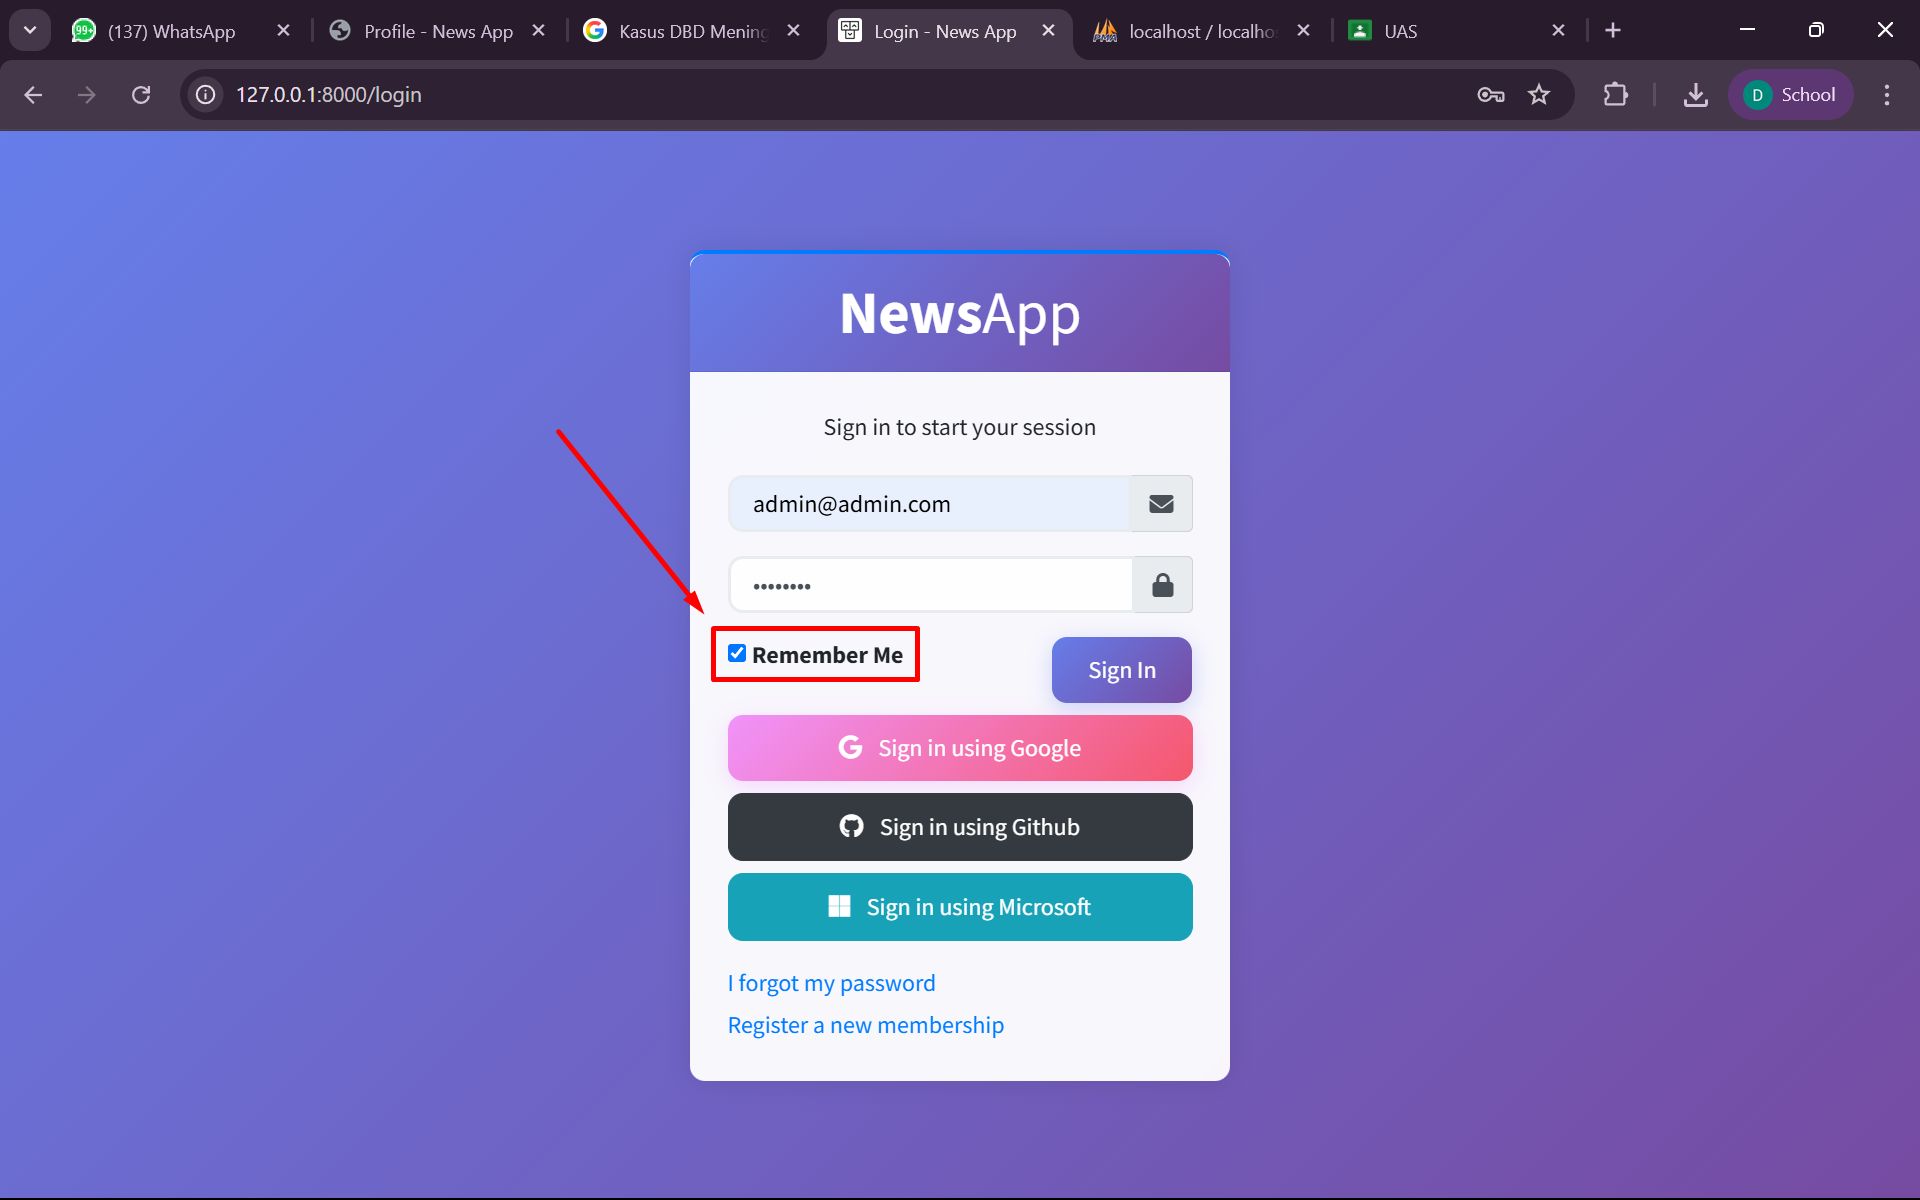 (137) WhatsApp
Profile - News App
Kasus DBD Mening
Login - News App
localhost / localho
UAS
127.0.0.1:8000/login
D
School
NewsApp
Sign in to start your session
admin@admin.com
••••••••
Remember Me
Sign In
Sign in using Google
Sign in using Github
Sign in using Microsoft
I forgot my password
Register a new membership